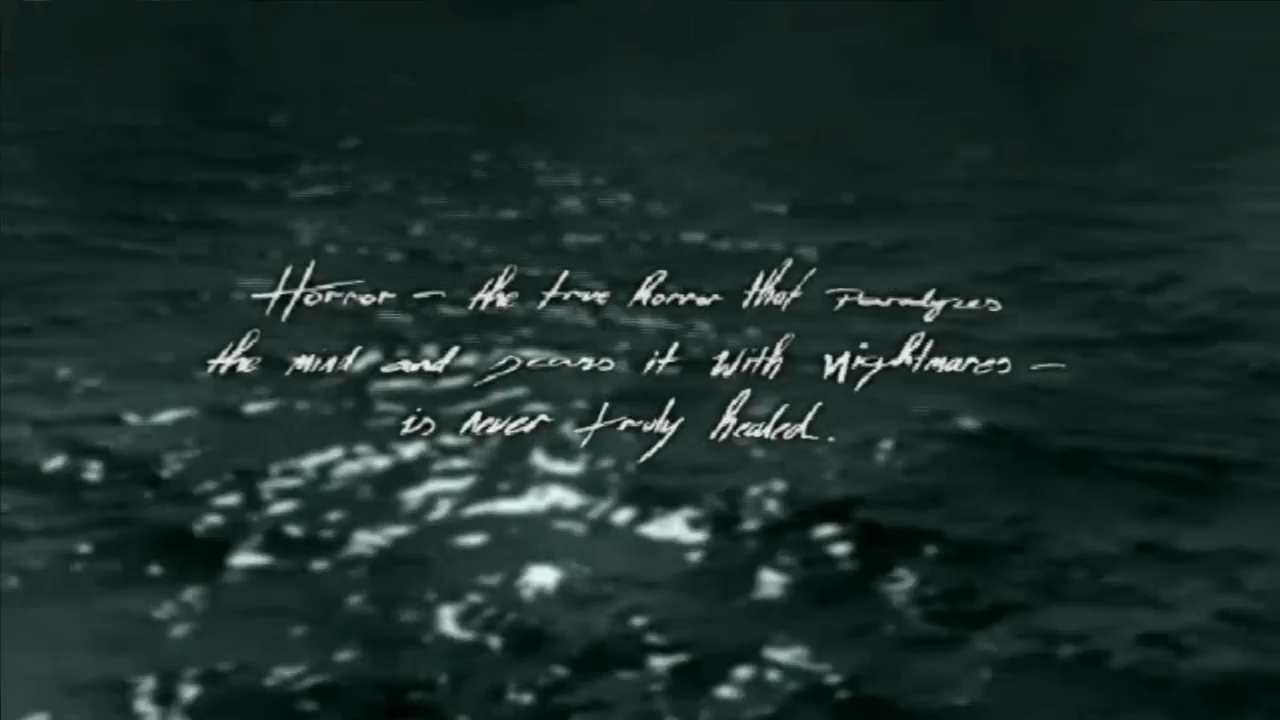 Horror – the true horror that Paralyzes
the mind and scars it with Nightmares –
is never truly healed.